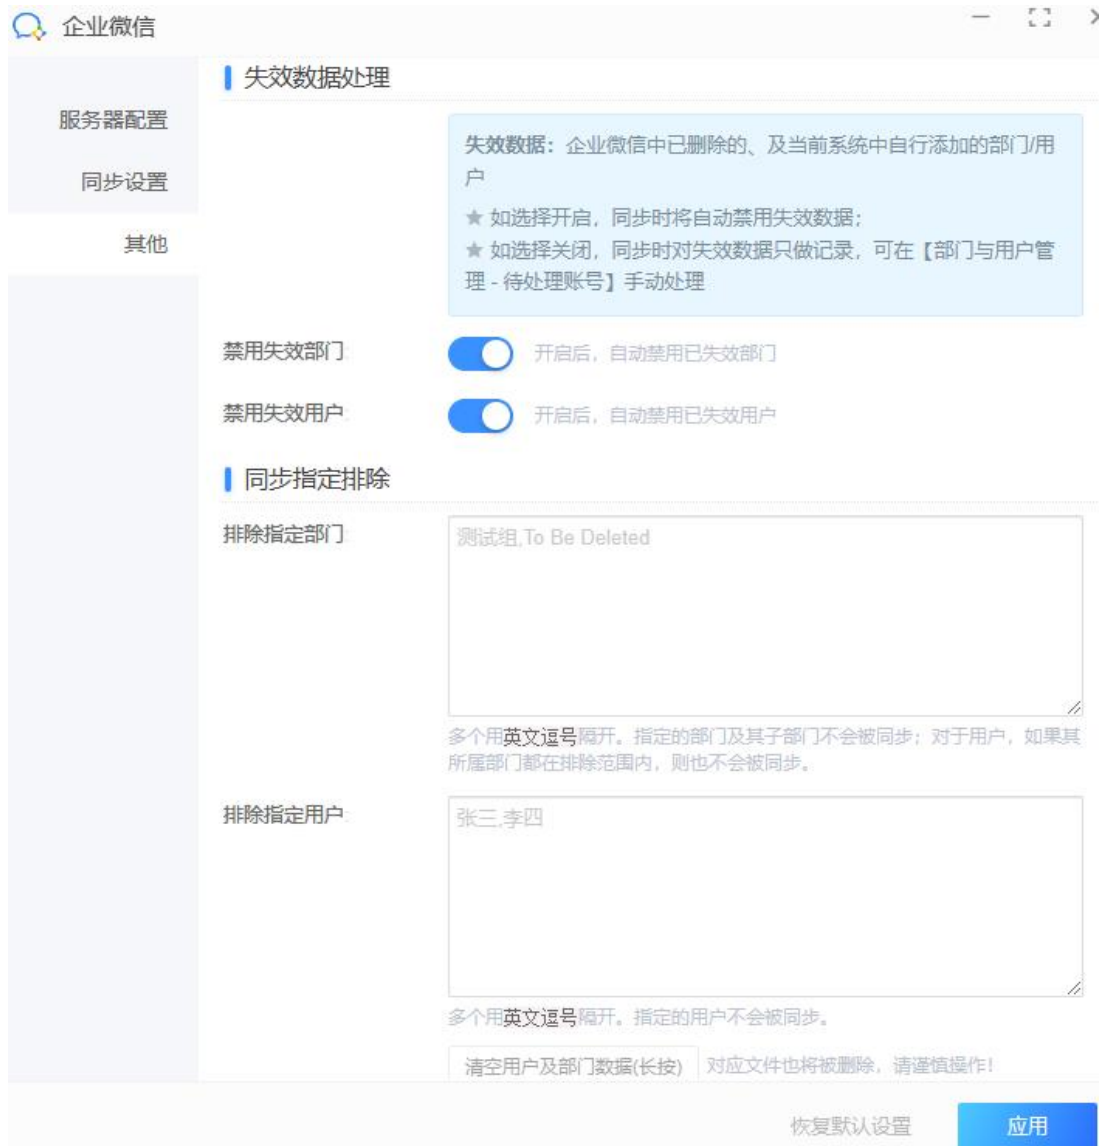 企业微信
失效数据处理
服务器配置
同步设置
其他
失效数据：企业微信中已删除的、及当前系统中自行添加的部门/用
户
★ 如选择开启，同步时将自动禁用失效数据；
★ 如选择关闭，同步时对失效数据只做记录，可在【部门与用户管
理 - 待处理账号】手动处理
禁用失效部门:
开启后，自动禁用已失效部门
禁用失效用户:
开启后，自动禁用已失效用户
同步指定排除
排除指定部门:
测试组,To Be Deleted
多个用英文逗号隔开。指定的部门及其子部门不会被同步；对于用户，如果其
所属部门都在排除范围内，则也不会被同步。
排除指定用户:
张三,李四
多个用英文逗号隔开。指定的用户不会被同步。
清空用户及部门数据(长按) 对应文件也将被删除，请谨慎操作!
恢复默认设置 应用